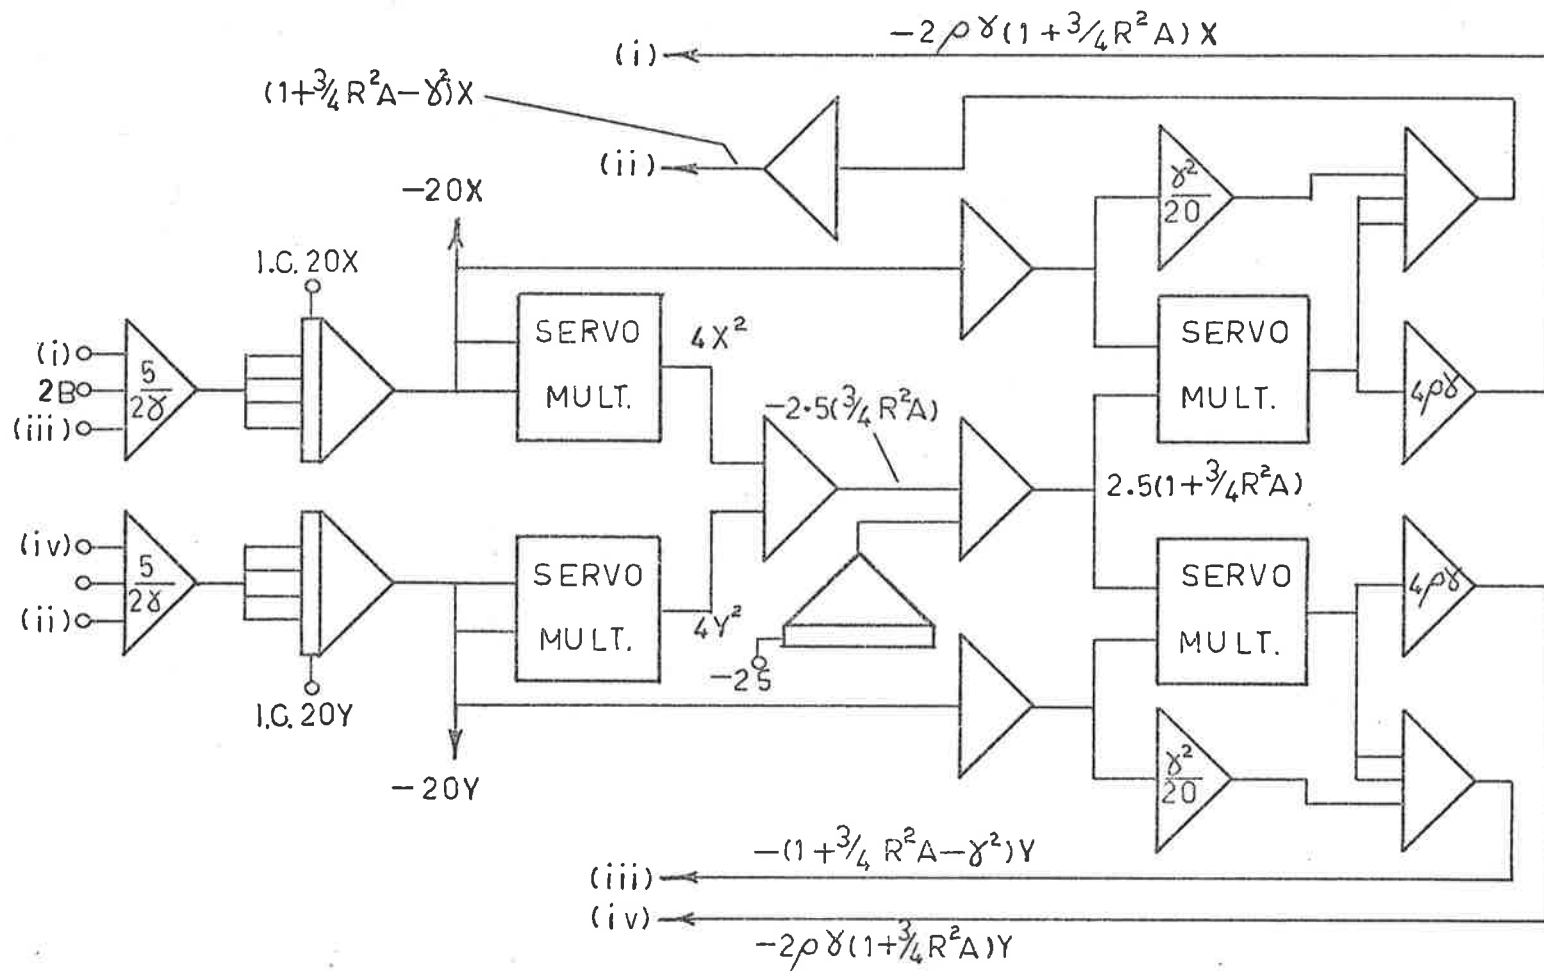 −2ργ(1+¾R²A)X
(i)
(1+¾R²A−γ²)X
(ii)
−20X
γ²/20
I.C. 20X
SERVO
MULT.
4X²
SERVO
MULT.
(i)
2B
(iii)
5/2γ
4ργ
−2·5(¾R²A)
2.5(1+¾R²A)
(iv)
(ii)
5/2γ
SERVO
MULT.
4Y²
SERVO
MULT.
4ργ
−25
I.C. 20Y
−20Y
γ²/20
−(1+¾R²A−γ²)Y
(iii)
(iv)
−2ργ(1+¾R²A)Y